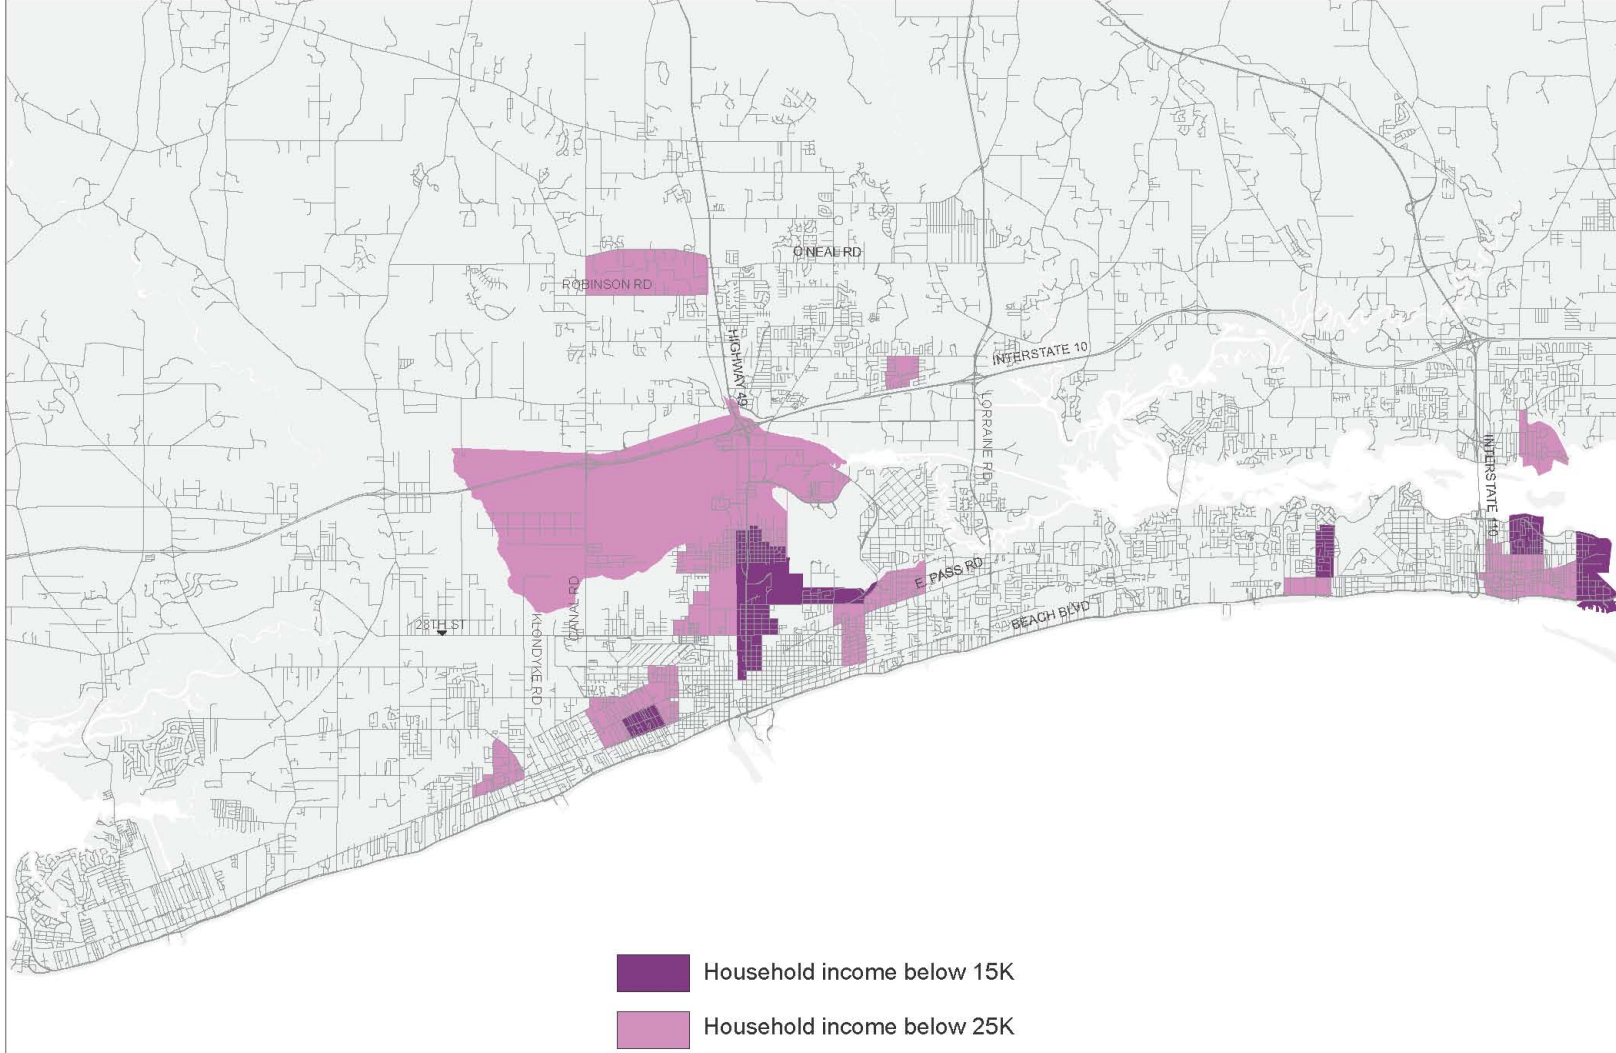 O'NEAL RD
ROBINSON RD
HIGHWAY 49
INTERSTATE 10
LORRAINE RD
INTERSTATE 110
E. PASS RD
CANAL RD
BEACH BLVD
28TH ST
KLONDYKE RD
Household income below 15K
Household income below 25K